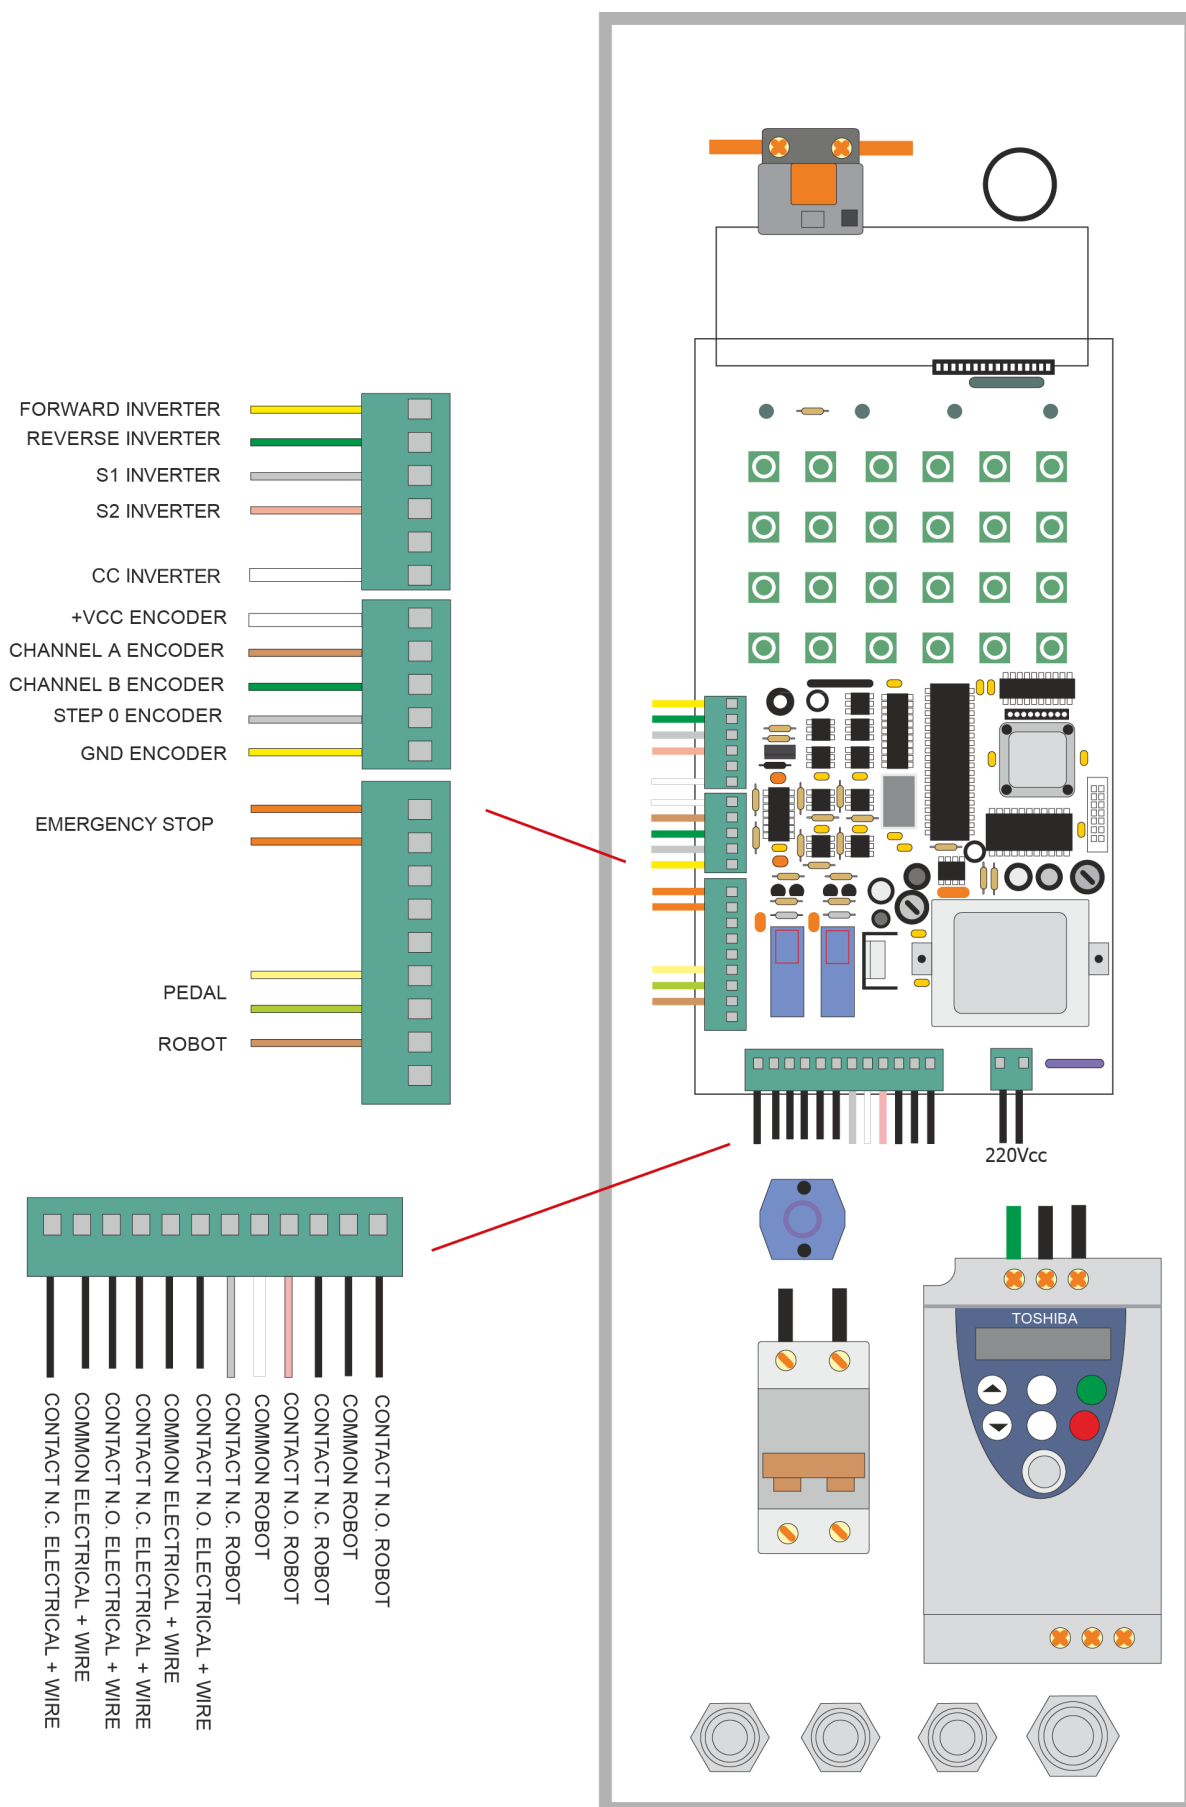 FORWARD INVERTER
REVERSE INVERTER
S1 INVERTER
S2 INVERTER
CC INVERTER
+VCC ENCODER
CHANNEL A ENCODER
CHANNEL B ENCODER
STEP 0 ENCODER
GND ENCODER
EMERGENCY STOP
PEDAL
ROBOT
220Vcc
TOSHIBA
CONTACT N.C. ELECTRICAL + WIRE
COMMON ELECTRICAL + WIRE
CONTACT N.O. ELECTRICAL + WIRE
CONTACT N.C. ELECTRICAL + WIRE
COMMON ELECTRICAL + WIRE
CONTACT N.O. ELECTRICAL + WIRE
CONTACT N.C. ROBOT
COMMON ROBOT
CONTACT N.O. ROBOT
CONTACT N.C. ROBOT
COMMON ROBOT
CONTACT N.O. ROBOT